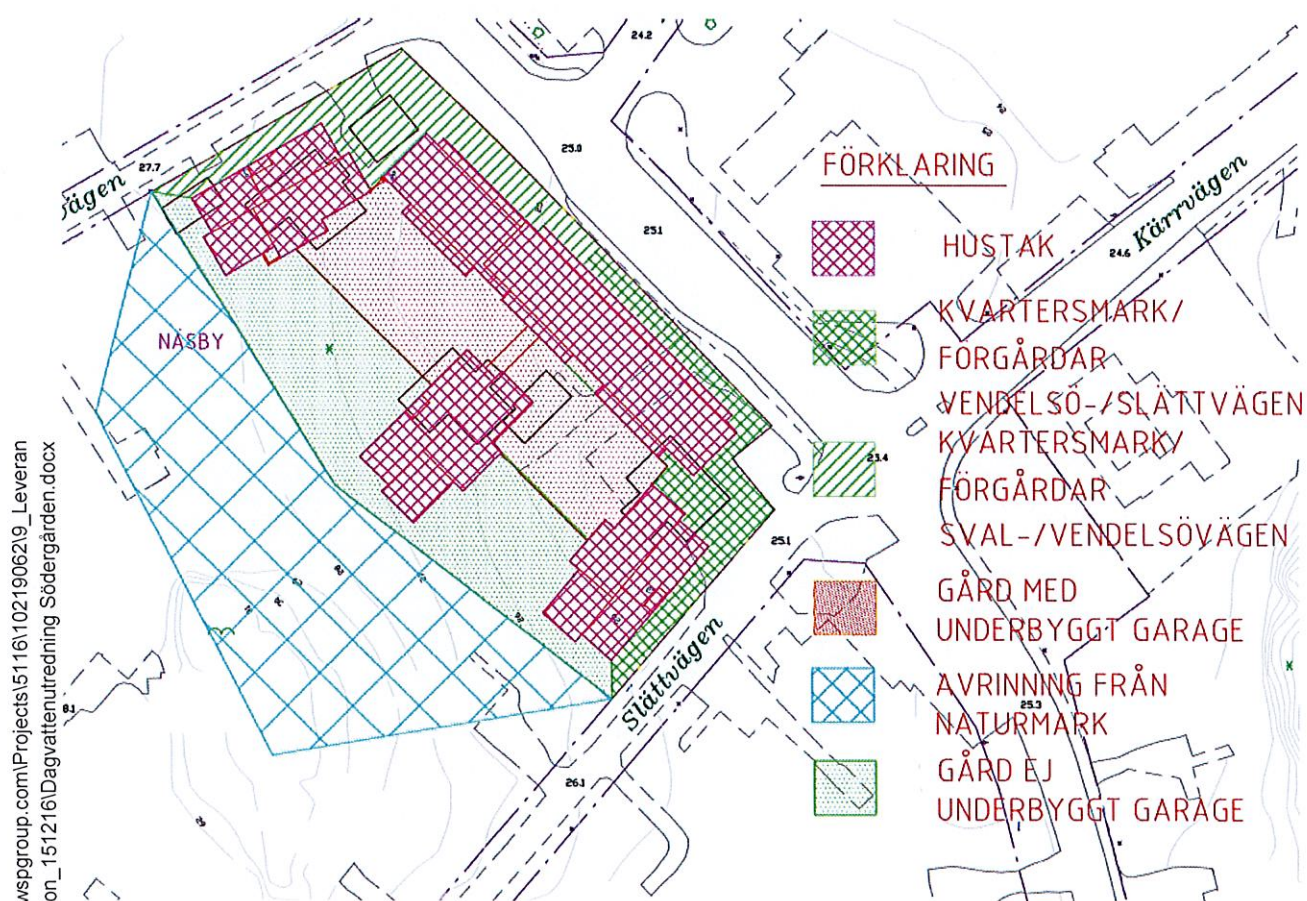 24.2
25.0
27.7
vägen
25.1
NÄSBY
FÖRKLARING
HUSTAK
KVARTERSMARK/
FÖRGÅRDAR
VENDELSÖ-/SLÄTTVÄGEN
KVARTERSMARK/
FÖRGÅRDAR
SVAL-/VENDELSÖVÄGEN
GÅRD MED
UNDERBYGGT GARAGE
AVRINNING FRÅN
NATURMARK
GÅRD EJ
UNDERBYGGT GARAGE
Kärrvägen
24.6
23.4
25.1
25.3
Slättvägen
26.1
wspgroup.com\Projects\5116\10219062\9_Leveran
on_151216\Dagvattenutredning Södergården.docx